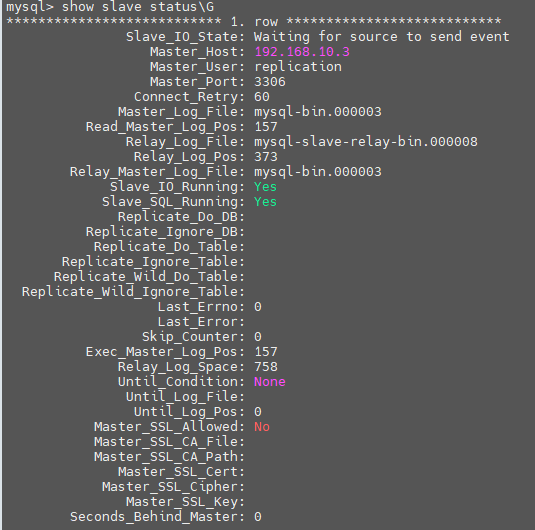 mysql> show slave status\G
*************************** 1. row ***************************
Slave_IO_State: Waiting for source to send event
Master_Host: 192.168.10.3
Master_User: replication
Master_Port: 3306
Connect_Retry: 60
Master_Log_File: mysql-bin.000003
Read_Master_Log_Pos: 157
Relay_Log_File: mysql-slave-relay-bin.000008
Relay_Log_Pos: 373
Relay_Master_Log_File: mysql-bin.000003
Slave_IO_Running: Yes
Slave_SQL_Running: Yes
Replicate_Do_DB:
Replicate_Ignore_DB:
Replicate_Do_Table:
Replicate_Ignore_Table:
Replicate_Wild_Do_Table:
Replicate_Wild_Ignore_Table:
Last_Errno: 0
Last_Error:
Skip_Counter: 0
Exec_Master_Log_Pos: 157
Relay_Log_Space: 758
Until_Condition: None
Until_Log_File:
Until_Log_Pos: 0
Master_SSL_Allowed: No
Master_SSL_CA_File:
Master_SSL_CA_Path:
Master_SSL_Cert:
Master_SSL_Cipher:
Master_SSL_Key:
Seconds_Behind_Master: 0